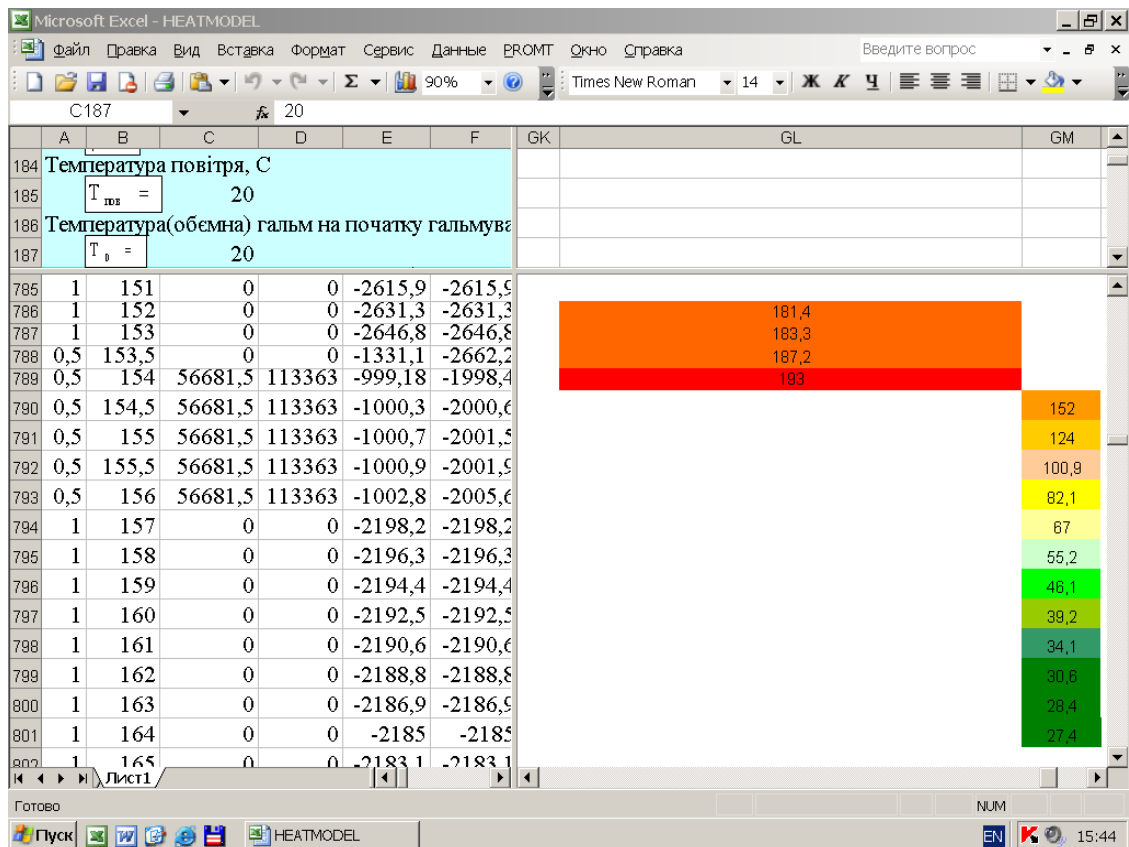 Microsoft Excel - HEATMODEL
Файл Правка Вид Вставка Формат Сервис Данные PROMT Окно Справка Введите вопрос
90% Times New Roman 14 Ж К Ч
C187 fx 20
A B C D E F GK GL GM
184 Температура повітря, С
185 Т пов = 20
186 Температура(обємна) гальм на початку гальмува
187 Т 0 = 20
785 1 151 0 0 -2615,9 -2615,9
786 1 152 0 0 -2631,3 -2631,3 181,4
787 1 153 0 0 -2646,8 -2646,8 183,3
788 0,5 153,5 0 0 -1331,1 -2662,2 187,2
789 0,5 154 56681,5 113363 -999,18 -1998,4 193
790 0,5 154,5 56681,5 113363 -1000,3 -2000,6 152
791 0,5 155 56681,5 113363 -1000,7 -2001,5 124
792 0,5 155,5 56681,5 113363 -1000,9 -2001,9 100,9
793 0,5 156 56681,5 113363 -1002,8 -2005,6 82,1
794 1 157 0 0 -2198,2 -2198,2 67
795 1 158 0 0 -2196,3 -2196,3 55,2
796 1 159 0 0 -2194,4 -2194,4 46,1
797 1 160 0 0 -2192,5 -2192,5 39,2
798 1 161 0 0 -2190,6 -2190,6 34,1
799 1 162 0 0 -2188,8 -2188,8 30,6
800 1 163 0 0 -2186,9 -2186,9 28,4
801 1 164 0 0 -2185 -2185 27,4
802 1 165 0 0 -2183,1 -2183,1
Лист1
Готово NUM
Пуск HEATMODEL EN 15:44